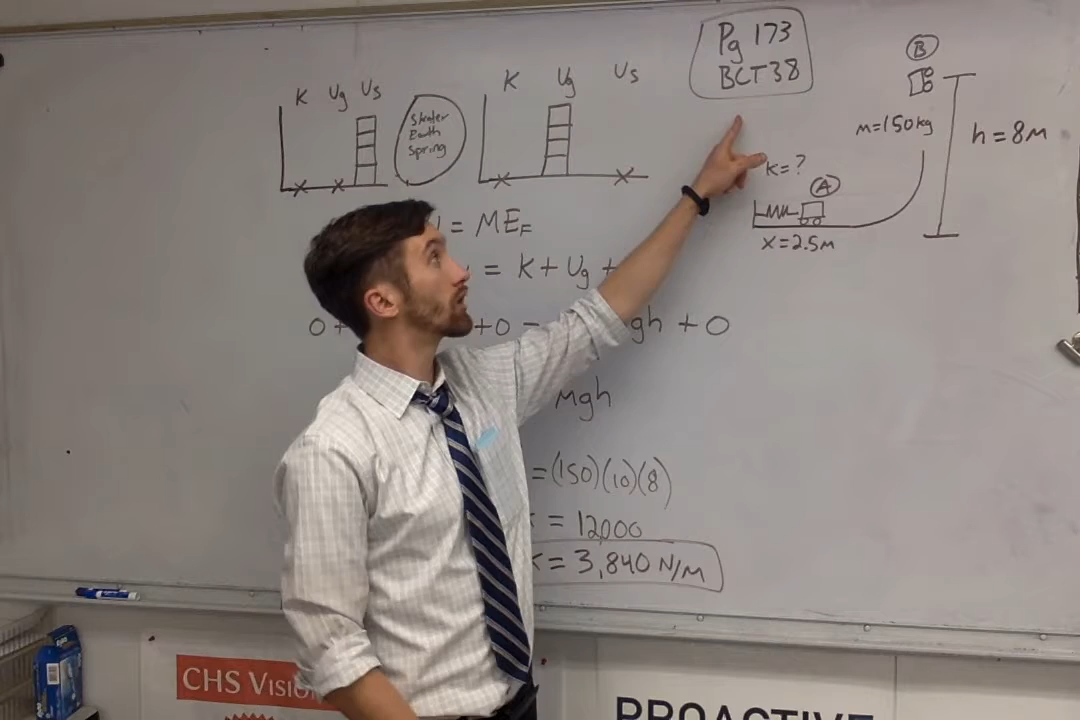 Pg 173
BCT38
K Ug Us
Skater
Earth
Spring
K Ug Us
B
m=150kg
h = 8m
k=?
A
x=2.5m
= MEF
= K + Ug +
0 +
+0
gh + 0
mgh
=(150)(10)(8)
= 12000
k = 3,840 N/m
CHS Visio
PROACTIVE